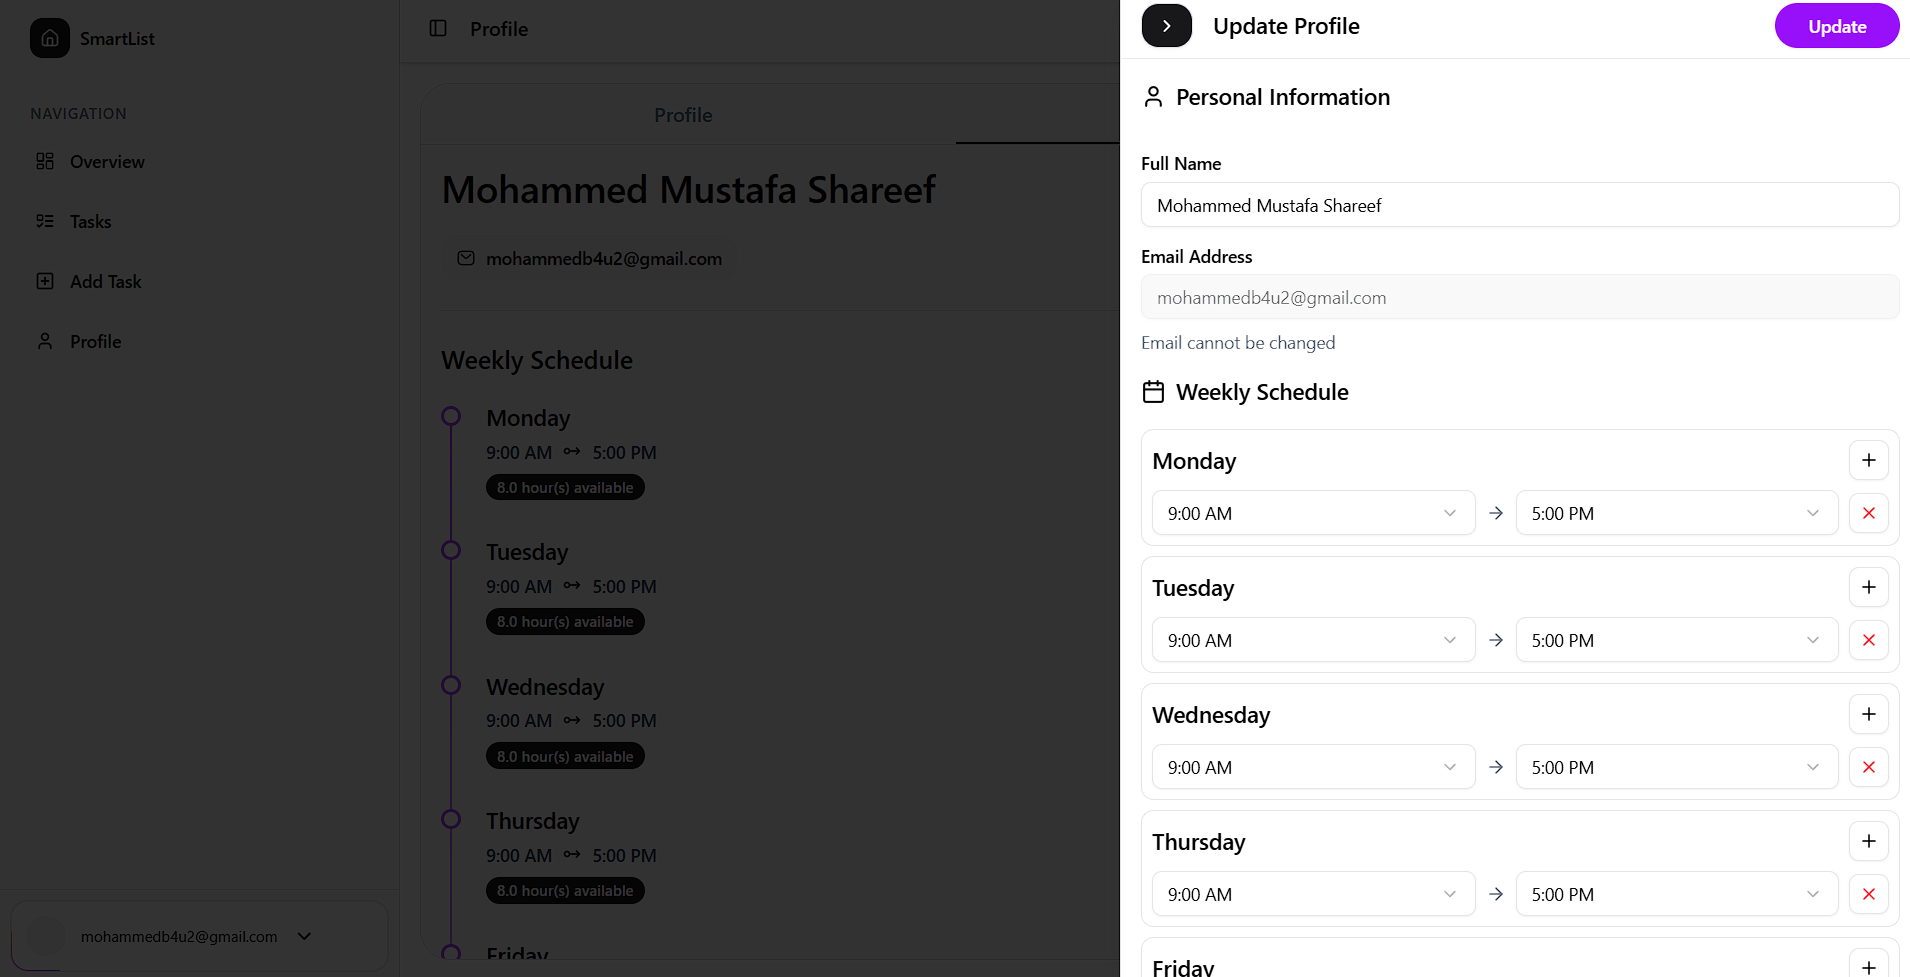 SmartList
NAVIGATION
Overview
Tasks
Add Task
Profile
mohammedb4u2@gmail.com
Profile
Profile
Mohammed Mustafa Shareef
mohammedb4u2@gmail.com
Weekly Schedule
Monday
9:00 AM 5:00 PM
8.0 hour(s) available
Tuesday
9:00 AM 5:00 PM
8.0 hour(s) available
Wednesday
9:00 AM 5:00 PM
8.0 hour(s) available
Thursday
9:00 AM 5:00 PM
8.0 hour(s) available
Friday
Update Profile
Update
Personal Information
Full Name
Mohammed Mustafa Shareef
Email Address
mohammedb4u2@gmail.com
Email cannot be changed
Weekly Schedule
Monday
9:00 AM → 5:00 PM
Tuesday
9:00 AM → 5:00 PM
Wednesday
9:00 AM → 5:00 PM
Thursday
9:00 AM → 5:00 PM
Friday